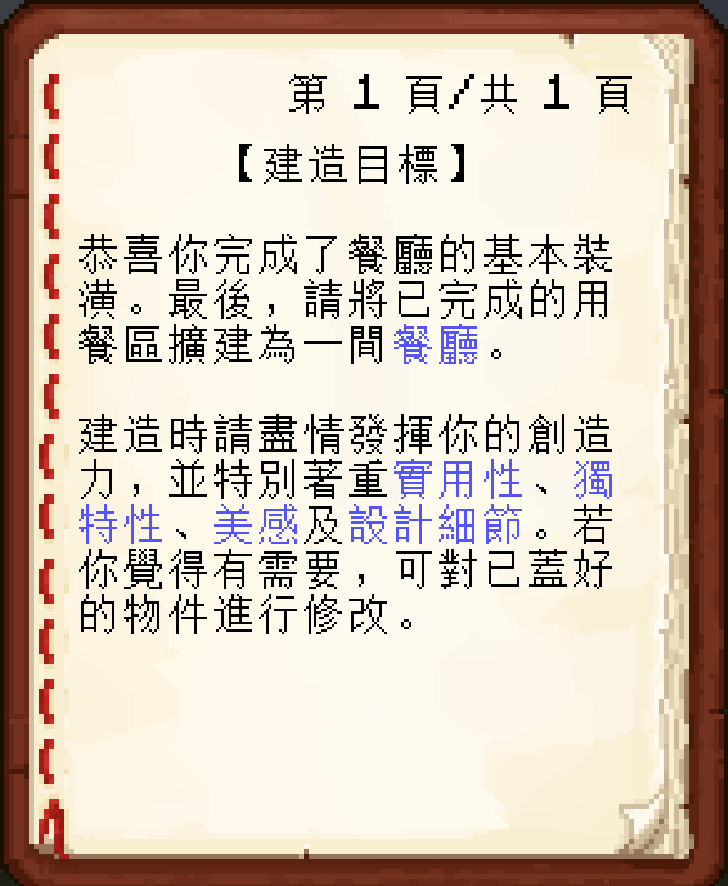 第 1 頁/共 1 頁
【建造目標】
恭喜你完成了餐廳的基本裝
潢。最後，請將已完成的用
餐區擴建為一間餐廳。
建造時請盡情發揮你的創造
力，並特別著重實用性、獨
特性、美感及設計細節。若
你覺得有需要，可對已蓋好
的物件進行修改。